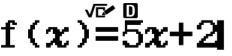 √□ D
f(x)=5x+2